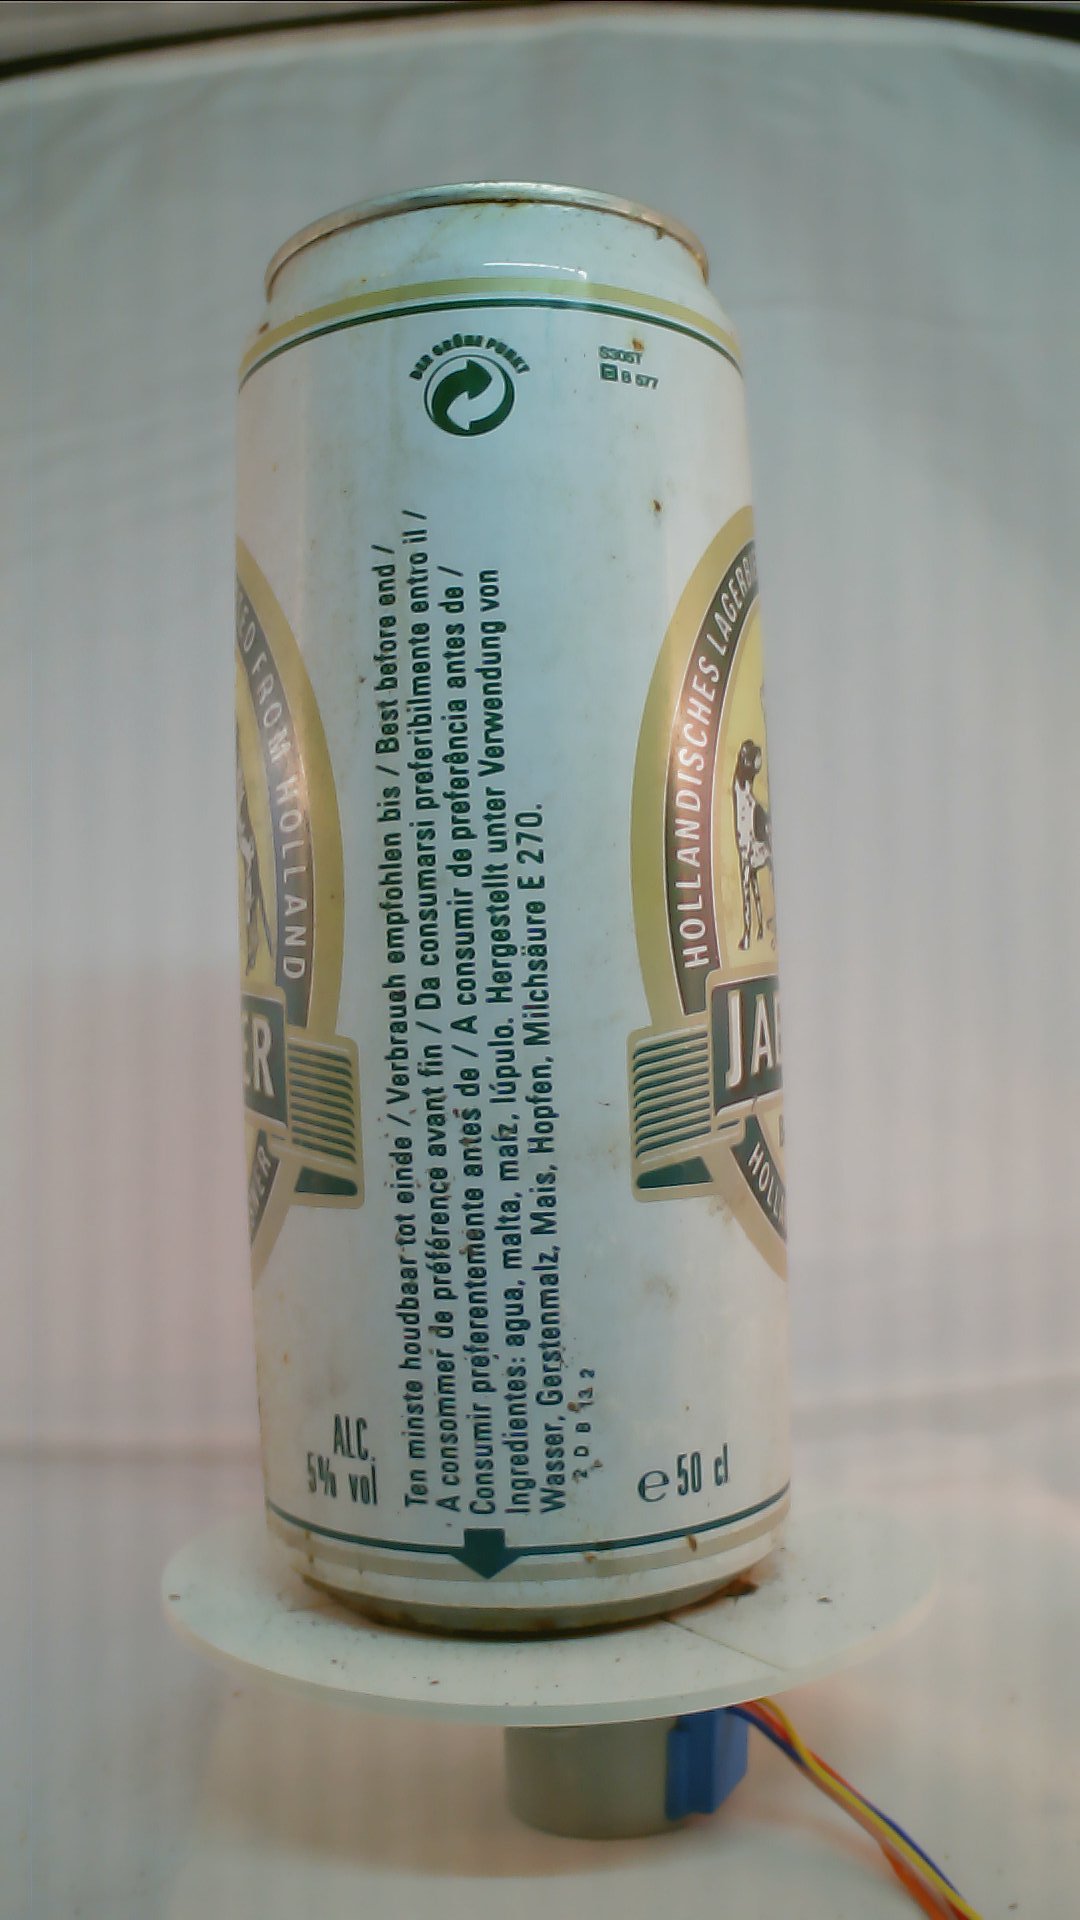 DER GRÜNE PUNKT
S305T
B 577
Ten minste houdbaar tot einde / Verbrauch empfohlen bis / Best before end /
A consommer de préférence avant fin / Da consumarsi preferibilmente entro il /
Consumir preferentemente antes de / A consumir de preferência antes de /
Ingredientes: agua, malta, maíz, lúpulo. Hergestellt unter Verwendung von
Wasser, Gerstenmalz, Mais, Hopfen, Milchsäure E 270.
FROM HOLLAND
HOLLANDISCHES
ALC.
5% vol
e 50 cl